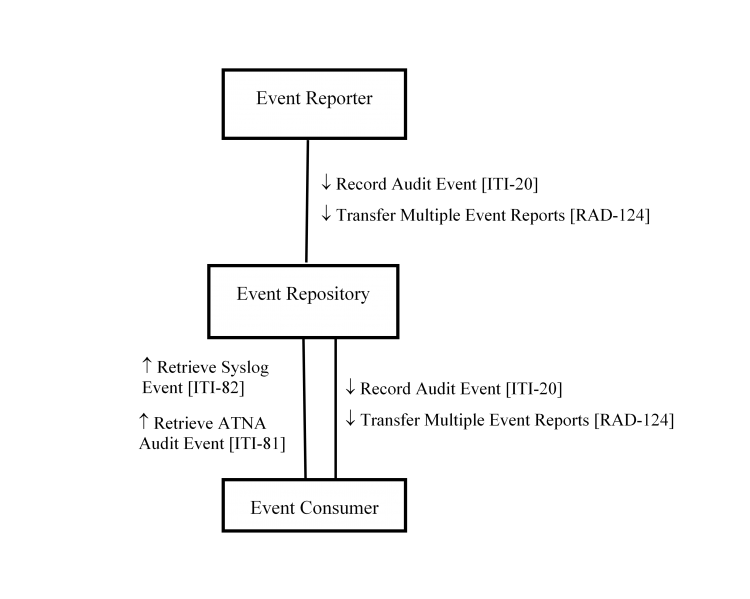 Event Reporter
↓ Record Audit Event [ITI-20]
↓ Transfer Multiple Event Reports [RAD-124]
Event Repository
↑ Retrieve Syslog
Event [ITI-82]
↑ Retrieve ATNA
Audit Event [ITI-81]
↓ Record Audit Event [ITI-20]
↓ Transfer Multiple Event Reports [RAD-124]
Event Consumer